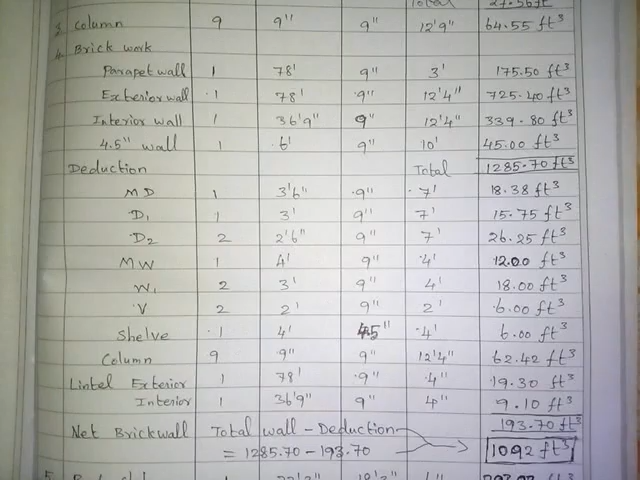 Total 27.56ft³
3. Column 9 9" 9" 12'9" 64.55 ft³
4. Brick work
Parapet wall 1 78' 9" 3' 175.50 ft³
Exterior wall 1 78' 9" 12'4" 725.40 ft³
Interior wall 1 36'9" 9" 12'4" 339.80 ft³
4.5" wall 1 6' 9" 10' 45.00 ft³
Deduction Total 1285.70 ft³
MD 1 3'6" 9" 7' 18.38 ft³
D₁ 1 3' 9" 7' 15.75 ft³
D₂ 2 2'6" 9" 7' 26.25 ft³
MW 1 4' 9" 4' 12.00 ft³
W₁ 2 3' 9" 4' 18.00 ft³
V 2 2' 9" 2' 6.00 ft³
Shelve 1 4' 4.5" 4' 6.00 ft³
Column 9 9" 9" 12'4" 62.42 ft³
Lintel Exterior 1 78' 9" 4" 19.30 ft³
Interior 1 36'9" 9" 4" 9.10 ft³
193.70 ft³
Net Brickwall Total wall - Deduction
= 1285.70 - 193.70 1092 ft³